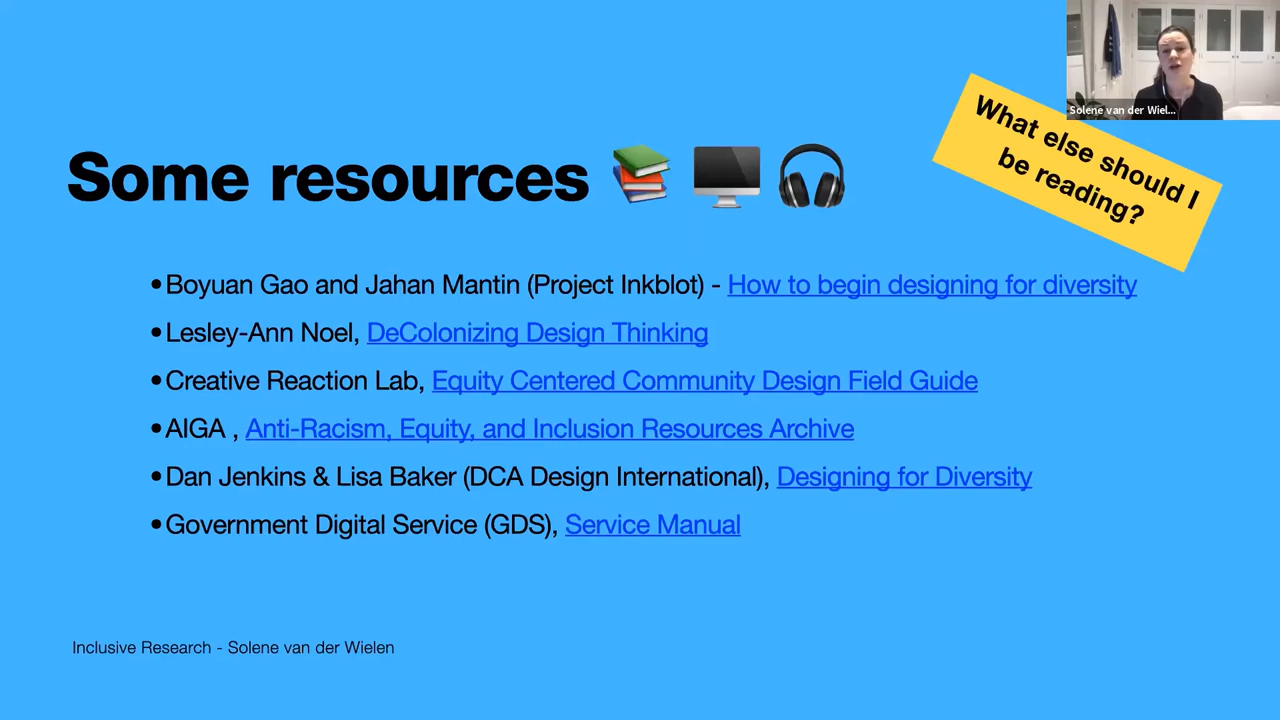 Solene van der Wiel...
What else should I
be reading?
Some resources
•Boyuan Gao and Jahan Mantin (Project Inkblot) - How to begin designing for diversity
•Lesley-Ann Noel, DeColonizing Design Thinking
•Creative Reaction Lab, Equity Centered Community Design Field Guide
•AIGA , Anti-Racism, Equity, and Inclusion Resources Archive
•Dan Jenkins & Lisa Baker (DCA Design International), Designing for Diversity
•Government Digital Service (GDS), Service Manual
Inclusive Research - Solene van der Wielen